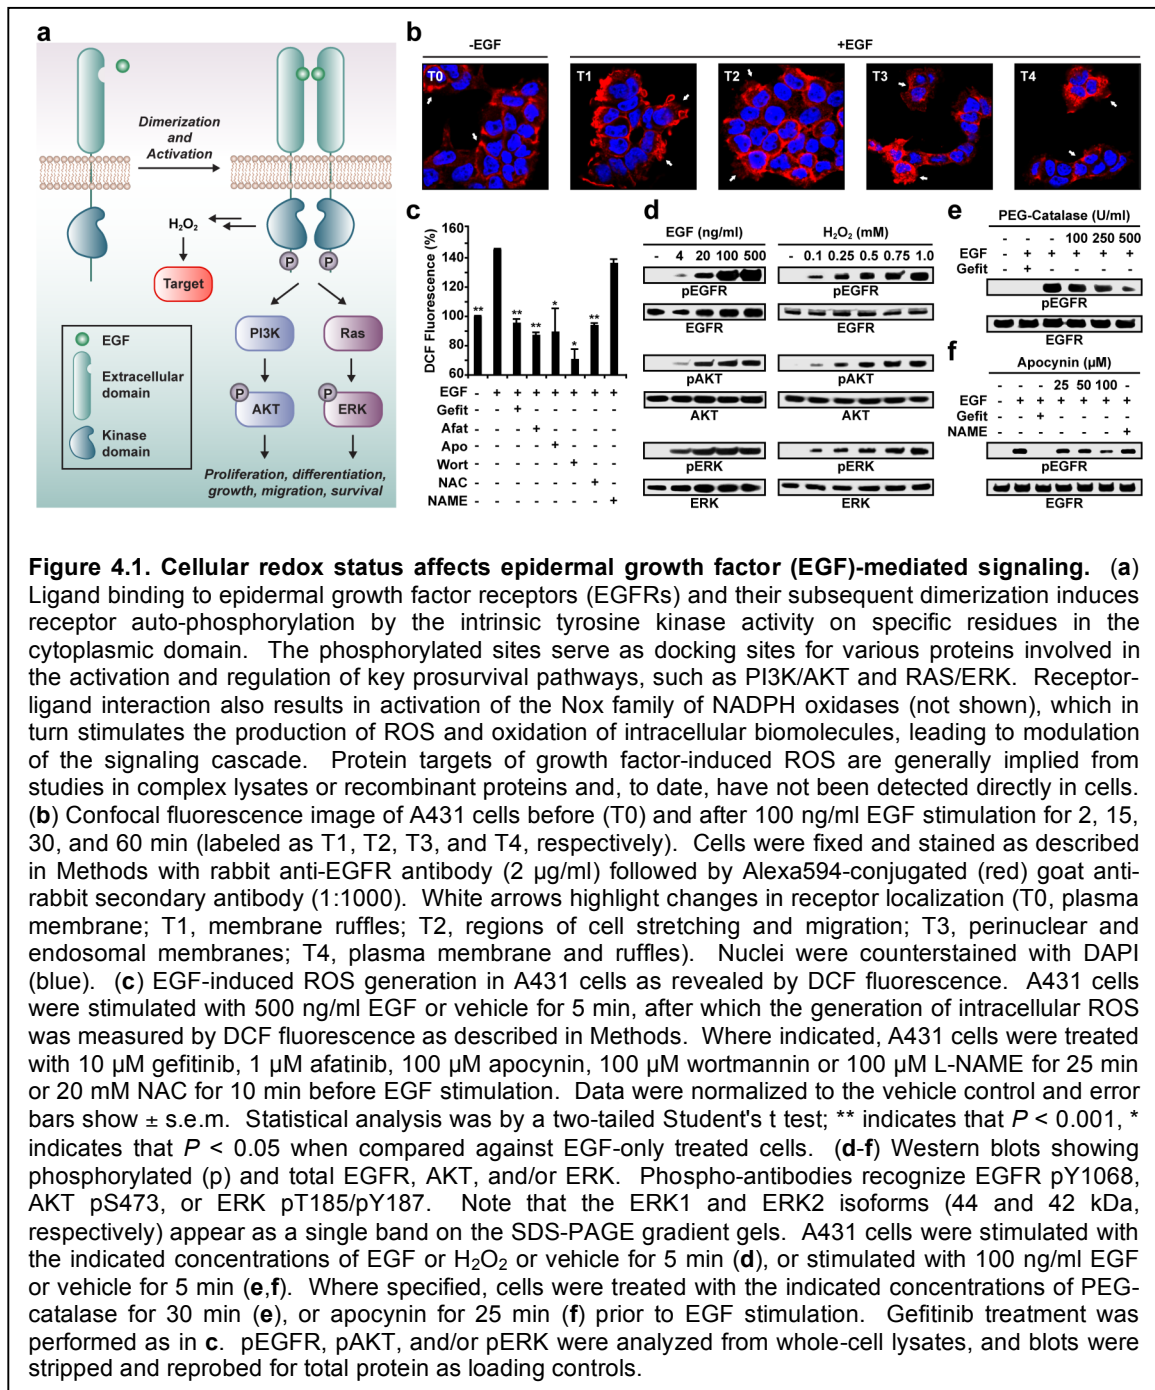 a
EGF
Dimerization
and
Activation
H2O2
Target
P
P
PI3K
Ras
P
AKT
P
ERK
EGF
Extracellular
domain
Kinase
domain
Proliferation, differentiation,
growth, migration, survival
b
-EGF
+EGF
T0
T1
T2
T3
T4
c
DCF Fluorescence (%)
160
140
120
100
80
60
** ** ** * * **
EGF - + + + + + + +
Gefit - - + - - - - -
Afat - - - + - - - -
Apo - - - - + - - -
Wort - - - - - + - -
NAC - - - - - - + -
NAME - - - - - - - +
d
EGF (ng/ml)
- 4 20 100 500
pEGFR
EGFR
pAKT
AKT
pERK
ERK
H₂O₂ (mM)
- 0.1 0.25 0.5 0.75 1.0
pEGFR
EGFR
pAKT
AKT
pERK
ERK
e
PEG-Catalase (U/ml)
- - - 100 250 500
EGF - + + + + +
Gefit - + - - - -
pEGFR
EGFR
f
Apocynin (µM)
- - - 25 50 100 -
EGF - + + + + + +
Gefit - - + - - - -
NAME - - - - - - +
pEGFR
EGFR
Figure 4.1. Cellular redox status affects epidermal growth factor (EGF)-mediated signaling. (a)
Ligand binding to epidermal growth factor receptors (EGFRs) and their subsequent dimerization induces
receptor auto-phosphorylation by the intrinsic tyrosine kinase activity on specific residues in the
cytoplasmic domain. The phosphorylated sites serve as docking sites for various proteins involved in
the activation and regulation of key prosurvival pathways, such as PI3K/AKT and RAS/ERK. Receptor-
ligand interaction also results in activation of the Nox family of NADPH oxidases (not shown), which in
turn stimulates the production of ROS and oxidation of intracellular biomolecules, leading to modulation
of the signaling cascade. Protein targets of growth factor-induced ROS are generally implied from
studies in complex lysates or recombinant proteins and, to date, have not been detected directly in cells.
(b) Confocal fluorescence image of A431 cells before (T0) and after 100 ng/ml EGF stimulation for 2, 15,
30, and 60 min (labeled as T1, T2, T3, and T4, respectively). Cells were fixed and stained as described
in Methods with rabbit anti-EGFR antibody (2 µg/ml) followed by Alexa594-conjugated (red) goat anti-
rabbit secondary antibody (1:1000). White arrows highlight changes in receptor localization (T0, plasma
membrane; T1, membrane ruffles; T2, regions of cell stretching and migration; T3, perinuclear and
endosomal membranes; T4, plasma membrane and ruffles). Nuclei were counterstained with DAPI
(blue). (c) EGF-induced ROS generation in A431 cells as revealed by DCF fluorescence. A431 cells
were stimulated with 500 ng/ml EGF or vehicle for 5 min, after which the generation of intracellular ROS
was measured by DCF fluorescence as described in Methods. Where indicated, A431 cells were treated
with 10 µM gefitinib, 1 µM afatinib, 100 µM apocynin, 100 µM wortmannin or 100 µM L-NAME for 25 min
or 20 mM NAC for 10 min before EGF stimulation. Data were normalized to the vehicle control and error
bars show ± s.e.m. Statistical analysis was by a two-tailed Student's t test; ** indicates that P < 0.001, *
indicates that P < 0.05 when compared against EGF-only treated cells. (d-f) Western blots showing
phosphorylated (p) and total EGFR, AKT, and/or ERK. Phospho-antibodies recognize EGFR pY1068,
AKT pS473, or ERK pT185/pY187. Note that the ERK1 and ERK2 isoforms (44 and 42 kDa,
respectively) appear as a single band on the SDS-PAGE gradient gels. A431 cells were stimulated with
the indicated concentrations of EGF or H₂O₂ or vehicle for 5 min (d), or stimulated with 100 ng/ml EGF
or vehicle for 5 min (e,f). Where specified, cells were treated with the indicated concentrations of PEG-
catalase for 30 min (e), or apocynin for 25 min (f) prior to EGF stimulation. Gefitinib treatment was
performed as in c. pEGFR, pAKT, and/or pERK were analyzed from whole-cell lysates, and blots were
stripped and reprobed for total protein as loading controls.